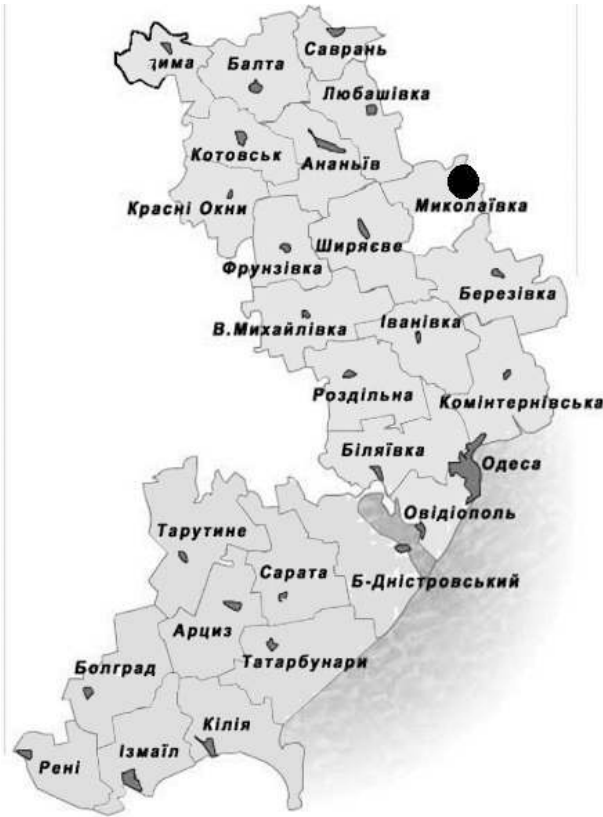 Саврань
зима
Балта
Любашівка
Котовськ
Ананьїв
Красні Окни
Миколаївка
Ширяєве
Фрунзівка
Березівка
В.Михайлівка
Іванівка
Роздільна
Комінтернівська
Біляївка
Одеса
Овідіополь
Тарутине
Сарата
Б-Дністровський
Арциз
Татарбунари
Болград
Кілія
Ізмаїл
Рені